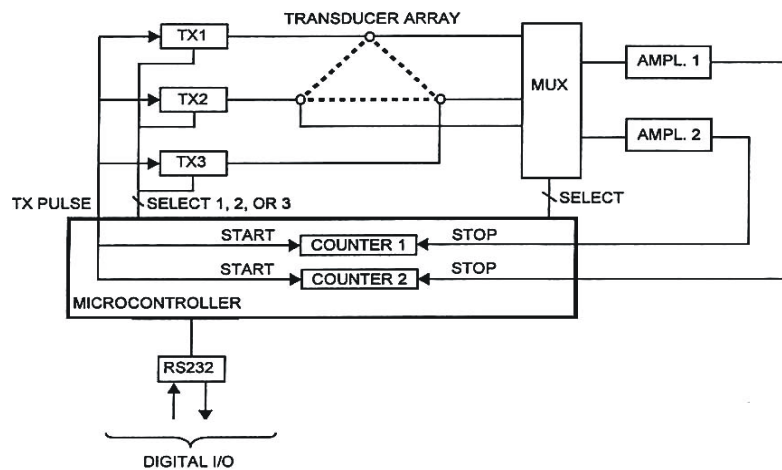 TRANSDUCER ARRAY
TX1
MUX
AMPL. 1
TX2
AMPL. 2
TX3
TX PULSE
SELECT 1, 2, OR 3
SELECT
START
COUNTER 1
STOP
START
COUNTER 2
STOP
MICROCONTROLLER
RS232
DIGITAL I/O